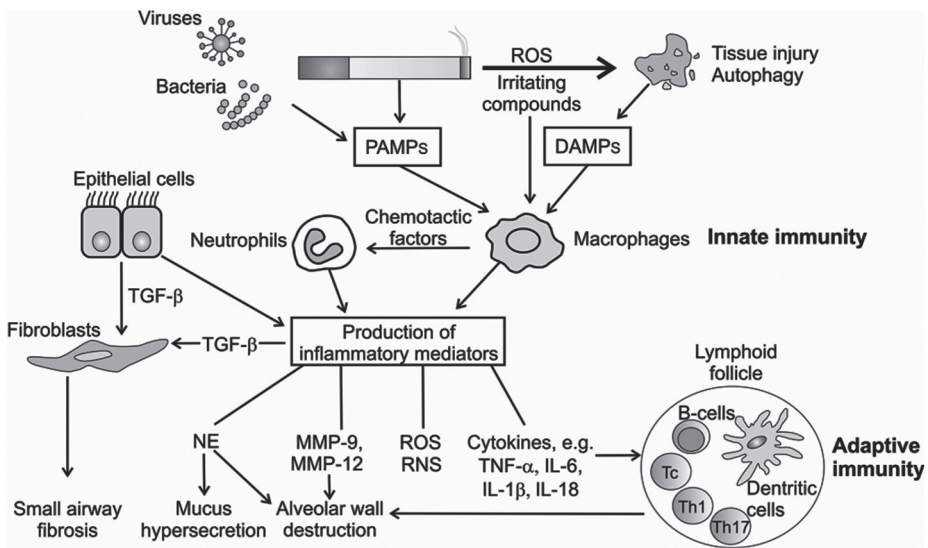 Viruses
Bacteria
ROS
Irritating
compounds
Tissue injury
Autophagy
PAMPs
DAMPs
Epithelial cells
Neutrophils
Chemotactic
factors
Macrophages
Innate immunity
TGF-β
Fibroblasts
TGF-β
Production of
inflammatory mediators
Lymphoid
follicle
NE
MMP-9,
MMP-12
ROS
RNS
Cytokines, e.g.
TNF-α, IL-6,
IL-1β, IL-18
B-cells
Tc
Th1
Th17
Dentritic
cells
Adaptive
immunity
Small airway
fibrosis
Mucus
hypersecretion
Alveolar wall
destruction